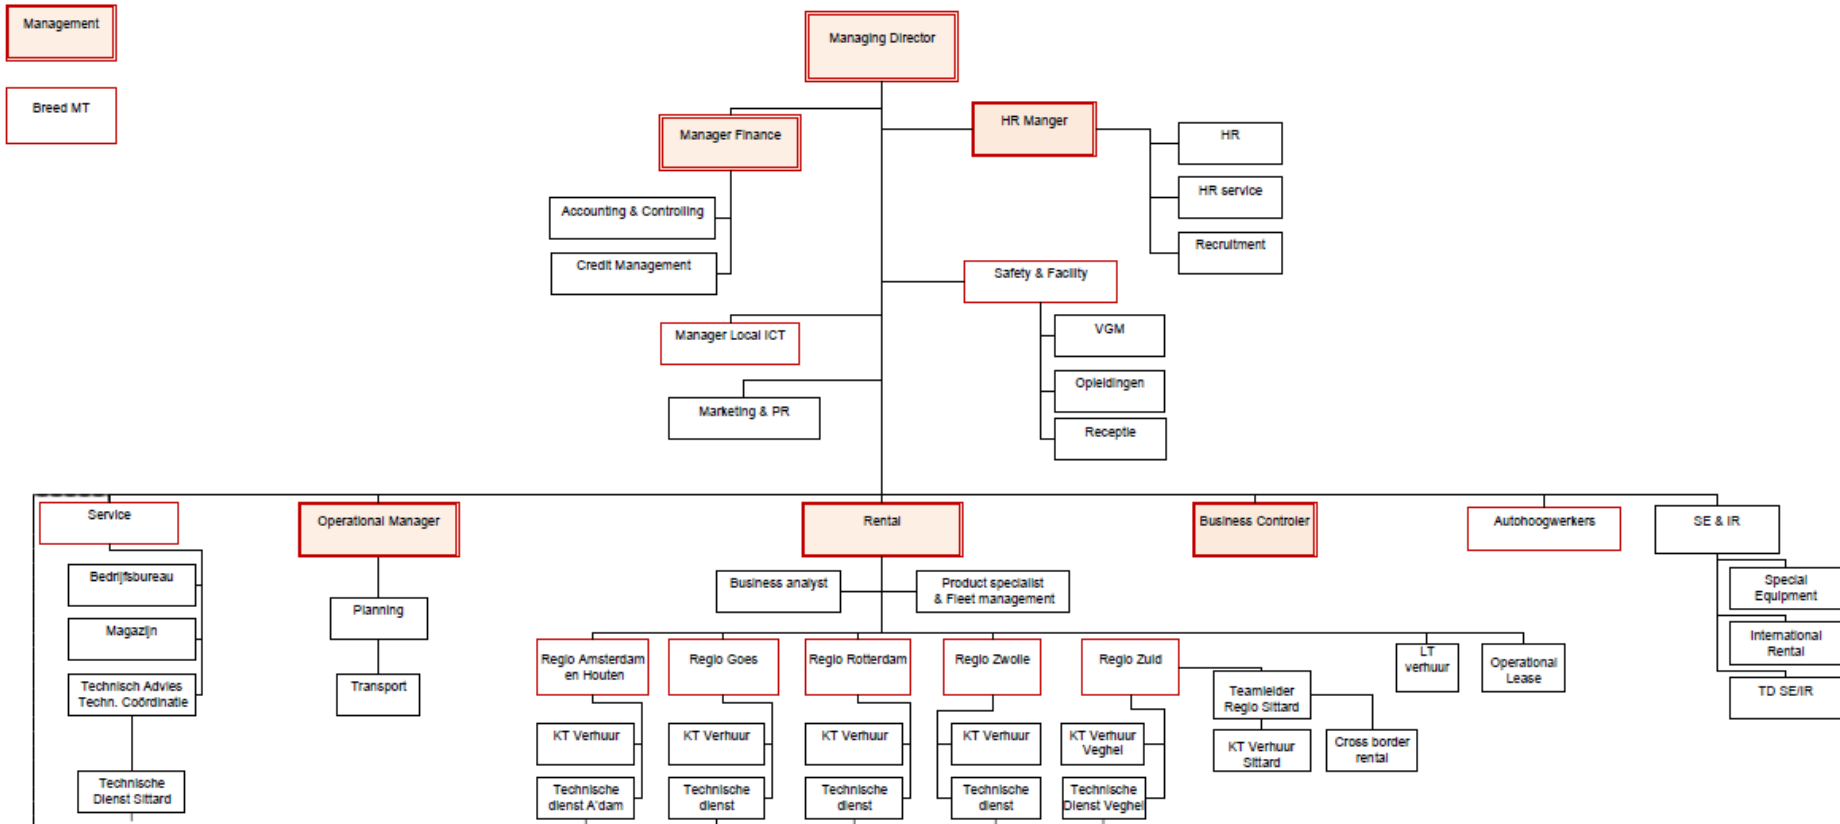 Management
Breed MT
Managing Director
Manager Finance
HR Manger
HR
HR service
Recruitment
Accounting & Controlling
Credit Management
Safety & Facility
VGM
Opleidingen
Receptie
Manager Local ICT
Marketing & PR
Service
Operational Manager
Rental
Business Controler
Autohoogwerkers
SE & IR
Bedrijfsbureau
Magazijn
Technisch Advies
Techn. Coördinatie
Technische
Dienst Sittard
Planning
Transport
Business analyst
Product specialist
& Fleet management
Special
Equipment
International
Rental
TD SE/IR
Regio Amsterdam
en Houten
Regio Goes
Regio Rotterdam
Regio Zwolle
Regio Zuid
LT
verhuur
Operational
Lease
Teamleider
Regio Sittard
KT Verhuur
KT Verhuur
KT Verhuur
KT Verhuur
KT Verhuur
Veghel
KT Verhuur
Sittard
Cross border
rental
Technische
dienst A'dam
Technische
dienst
Technische
dienst
Technische
dienst
Technische
Dienst Veghel